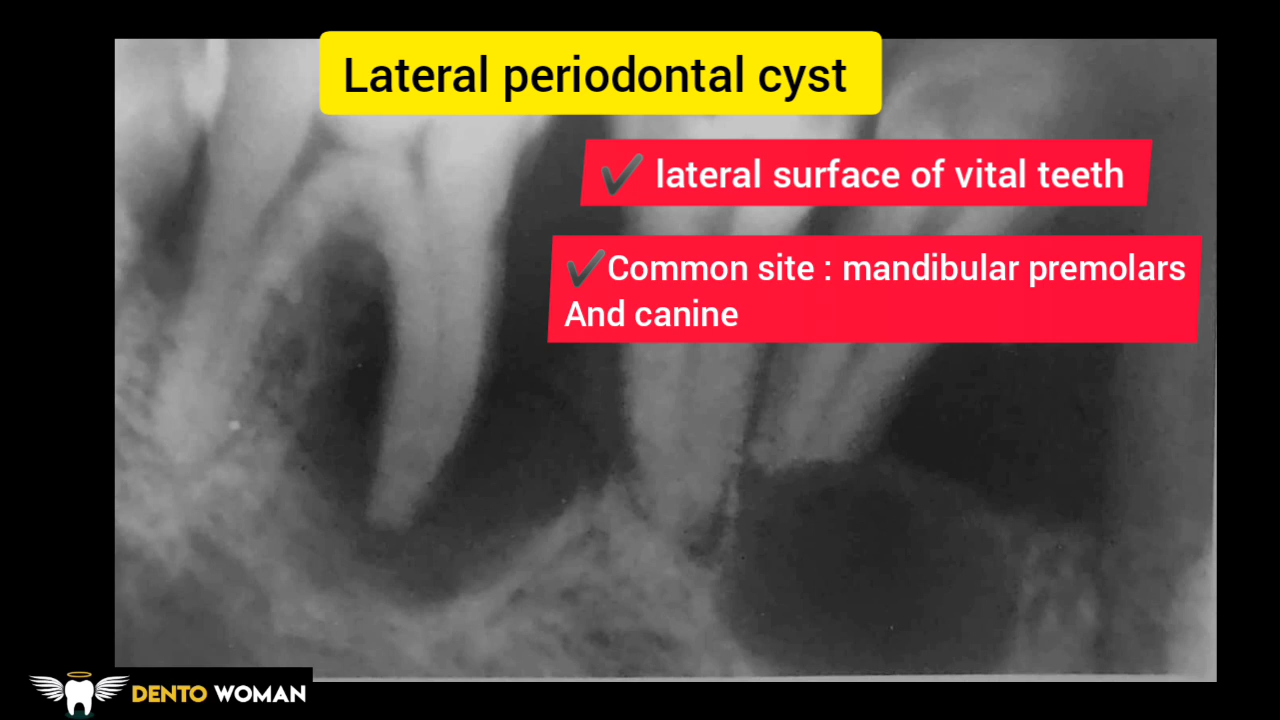 Lateral periodontal cyst
✔ lateral surface of vital teeth
✔Common site : mandibular premolars
And canine
DENTO WOMAN